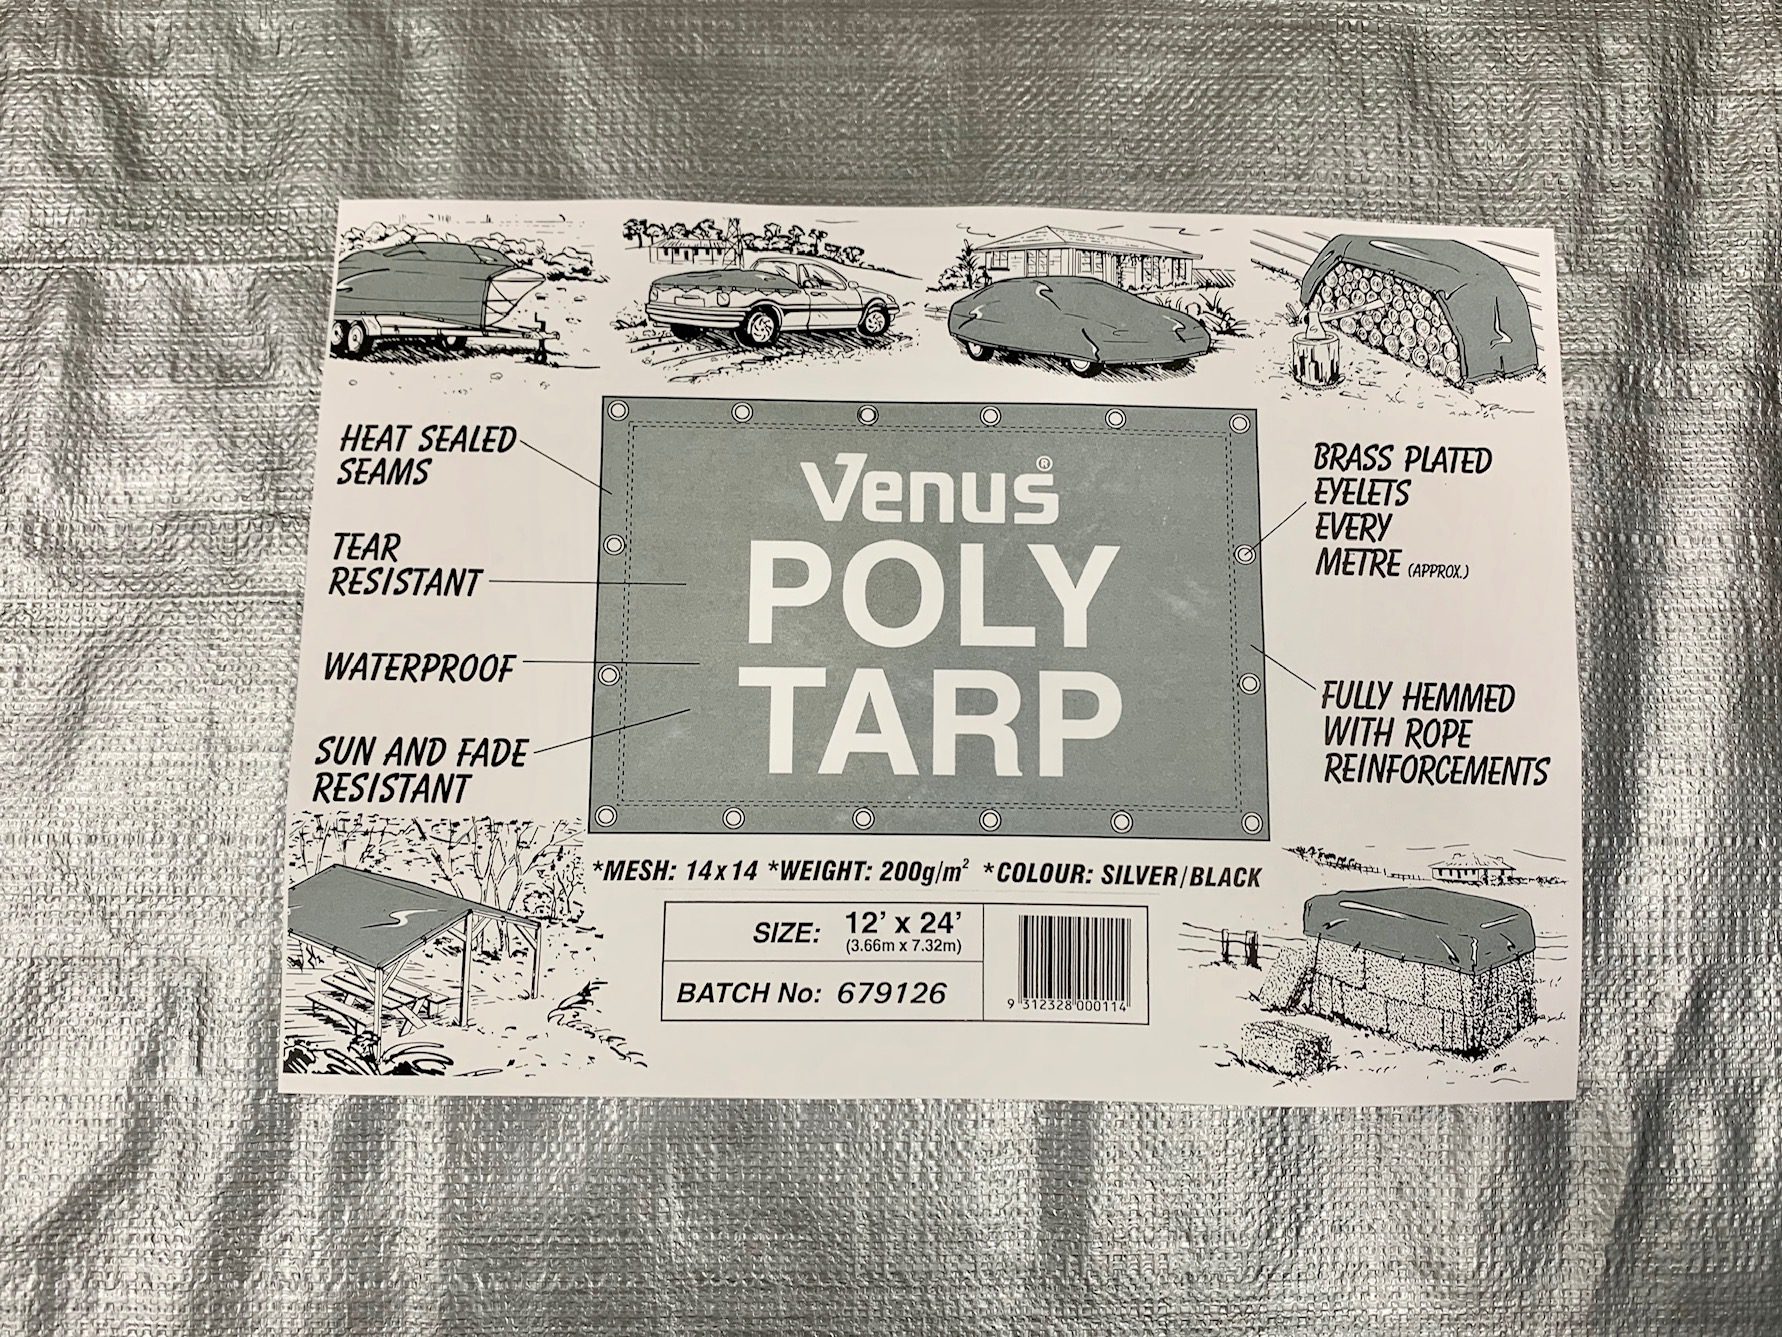 HEAT SEALED
SEAMS
TEAR
RESISTANT
WATERPROOF
SUN AND FADE
RESISTANT
Venus®
POLY
TARP
BRASS PLATED
EYELETS
EVERY
METRE (APPROX.)
FULLY HEMMED
WITH ROPE
REINFORCEMENTS
*MESH: 14x14 *WEIGHT: 200g/m² *COLOUR: SILVER/BLACK
SIZE: 12' x 24'
(3.66m x 7.32m)
BATCH No: 679126
9 312328 000114